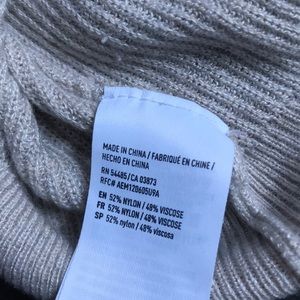 MADE IN CHINA / FABRIQUÉ EN CHINE /
HECHO EN CHINA
RN 54485/CA 03873
RFC# AEM120605UPA
EN 52% NYLON / 48% VISCOSE
FR 52% NYLON / 48% VISCOSE
SP 52% nylon / 48% viscosa